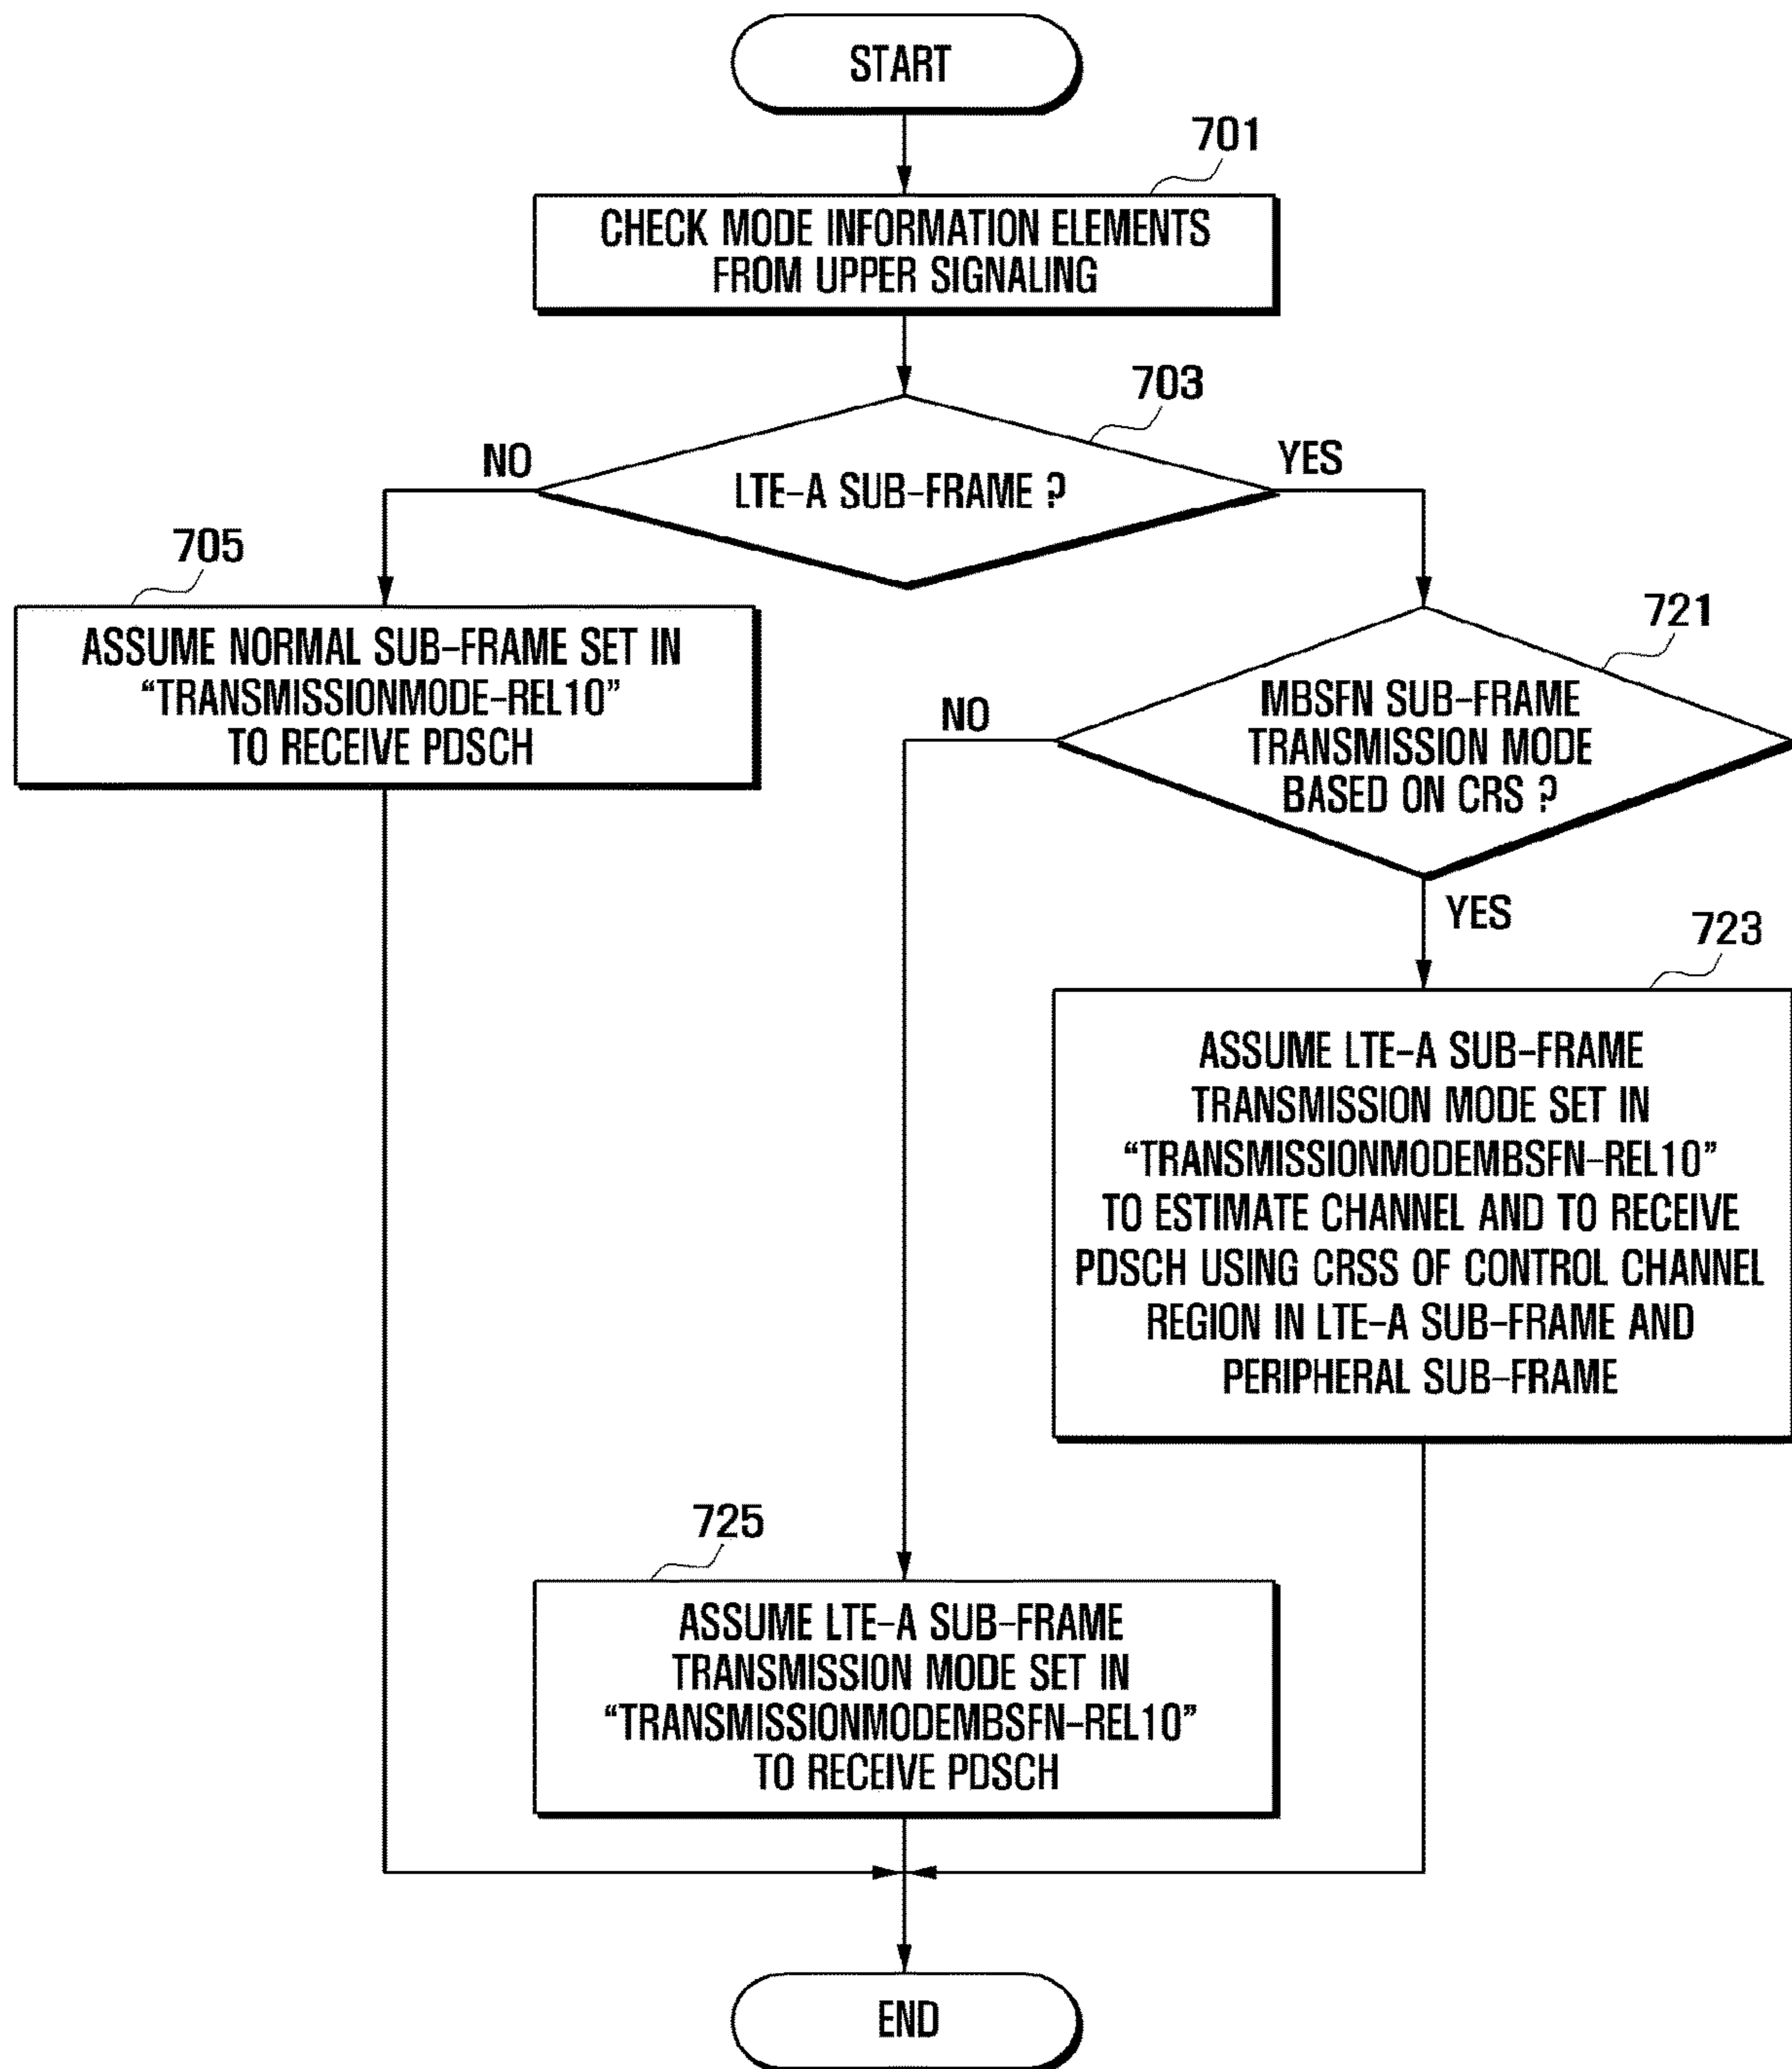 START
701
CHECK MODE INFORMATION ELEMENTS
FROM UPPER SIGNALING
703
NO
YES
LTE-A SUB-FRAME ?
705
ASSUME NORMAL SUB-FRAME SET IN
“TRANSMISSIONMODE-REL10”
TO RECEIVE PDSCH
721
NO
MBSFN SUB-FRAME
TRANSMISSION MODE
BASED ON CRS ?
YES
723
ASSUME LTE-A SUB-FRAME
TRANSMISSION MODE SET IN
“TRANSMISSIONMODEMBSFN-REL10”
TO ESTIMATE CHANNEL AND TO RECEIVE
PDSCH USING CRSS OF CONTROL CHANNEL
REGION IN LTE-A SUB-FRAME AND
PERIPHERAL SUB-FRAME
725
ASSUME LTE-A SUB-FRAME
TRANSMISSION MODE SET IN
“TRANSMISSIONMODEMBSFN-REL10”
TO RECEIVE PDSCH
END